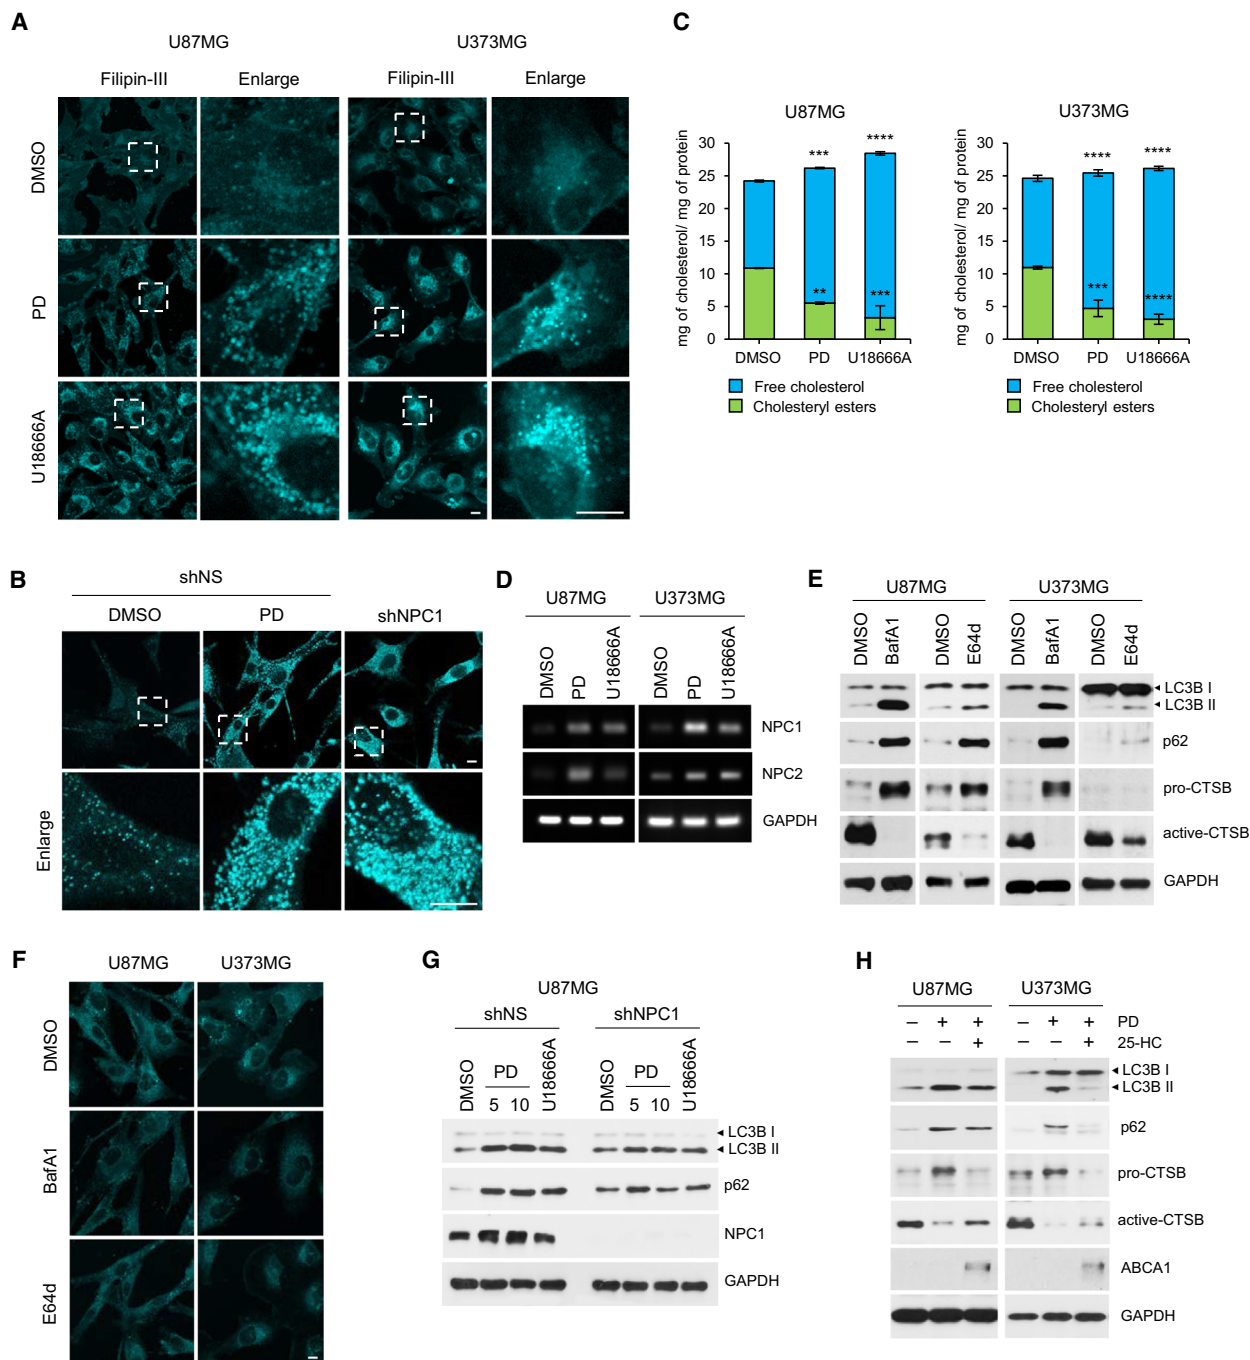 A
U87MG
U373MG
Filipin-III
Enlarge
Filipin-III
Enlarge
DMSO
PD
U18666A
C
U87MG
U373MG
mg of cholesterol/ mg of protein
30
25
20
15
10
5
0
***
****
**
***
DMSO
PD
U18666A
Free cholesterol
Cholesteryl esters
mg of cholesterol/ mg of protein
30
25
20
15
10
5
0
****
****
***
****
DMSO
PD
U18666A
Free cholesterol
Cholesteryl esters
B
shNS
DMSO
PD
shNPC1
Enlarge
D
U87MG
U373MG
DMSO
PD
U18666A
DMSO
PD
U18666A
NPC1
NPC2
GAPDH
E
U87MG
U373MG
DMSO
BafA1
DMSO
E64d
DMSO
BafA1
DMSO
E64d
LC3B I
LC3B II
p62
pro-CTSB
active-CTSB
GAPDH
F
U87MG
U373MG
DMSO
BafA1
E64d
G
U87MG
shNS
shNPC1
DMSO
PD
U18666A
DMSO
PD
U18666A
5 10
5 10
LC3B I
LC3B II
p62
NPC1
GAPDH
H
U87MG
U373MG
− + + − + + PD
− − + − − + 25-HC
LC3B I
LC3B II
p62
pro-CTSB
active-CTSB
ABCA1
GAPDH